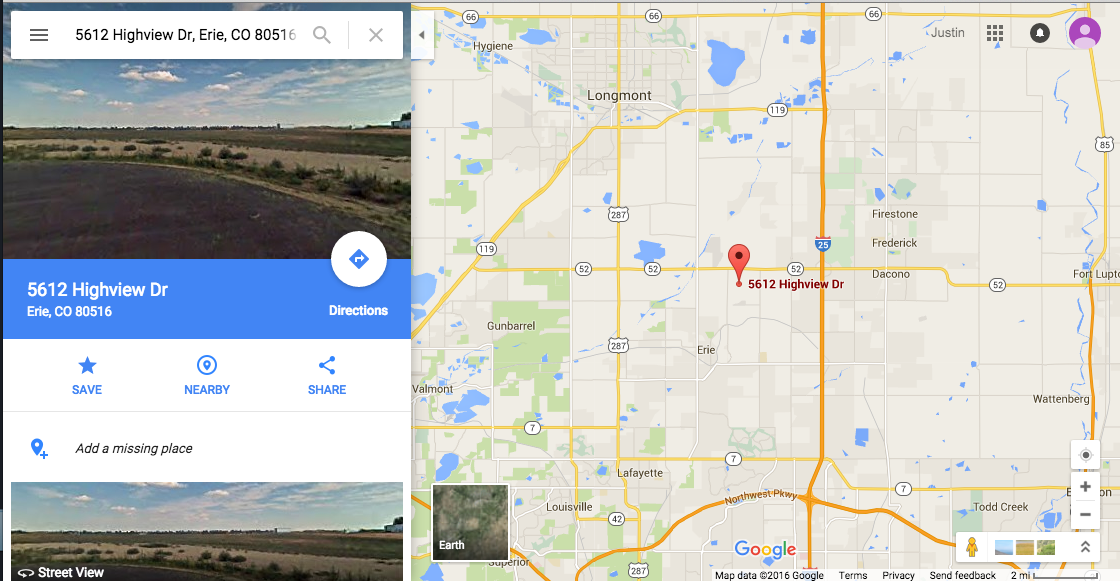 5612 Highview Dr, Erie, CO 80516
5612 Highview Dr
Erie, CO 80516
Directions
SAVE
NEARBY
SHARE
Add a missing place
Street View
Justin
66
66
66
Hygiene
Longmont
119
85
287
Firestone
119
25
Frederick
52
52
52
Dacono
52
Fort Lupt
5612 Highview Dr
Gunbarrel
287
Erie
Valmont
Wattenberg
7
7
Lafayette
7
Northwest Pkwy
Louisville
42
Todd Creek
Earth
Superior
Google
287
Map data ©2016 Google
Terms
Privacy
Send feedback
2 mi